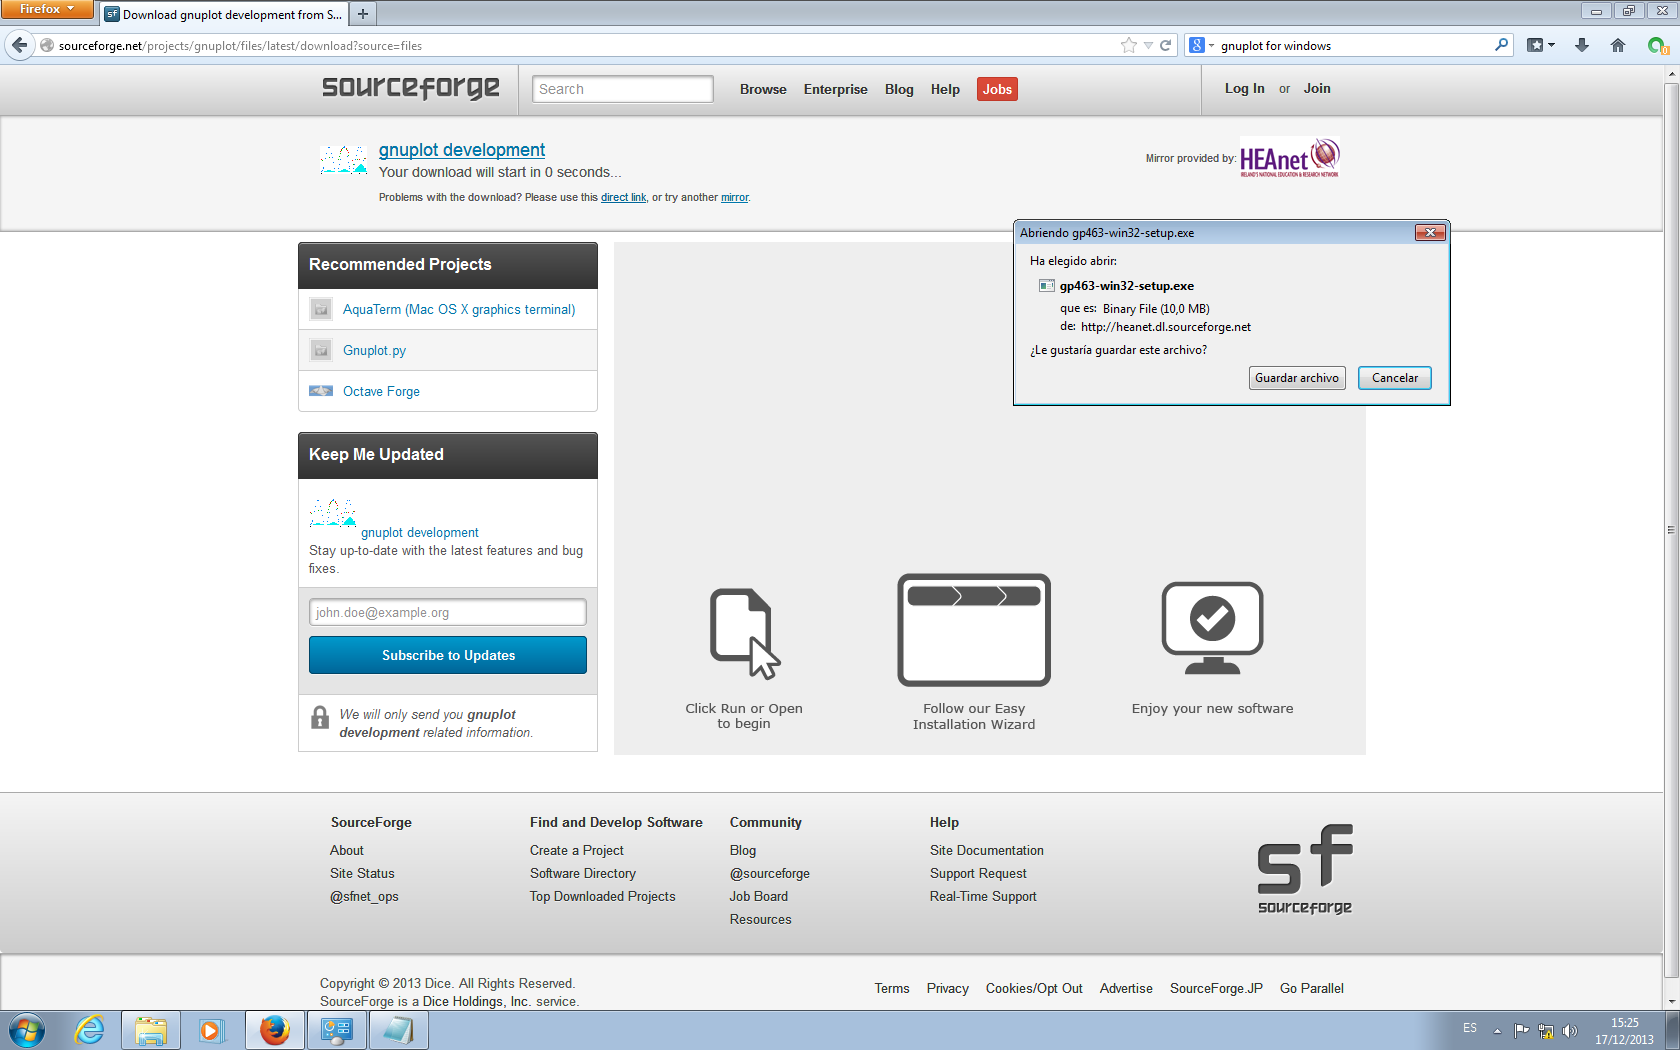 Firefox
Download gnuplot development from S...
sourceforge.net/projects/gnuplot/files/latest/download?source=files
gnuplot for windows
sourceforge
Search
Browse Enterprise Blog Help Jobs
Log In or Join
gnuplot development
Your download will start in 0 seconds...
Problems with the download? Please use this direct link, or try another mirror.
Mirror provided by:
HEAnet
IRELAND'S NATIONAL EDUCATION & RESEARCH NETWORK
Abriendo gp463-win32-setup.exe
Ha elegido abrir:
gp463-win32-setup.exe
que es: Binary File (10,0 MB)
de: http://heanet.dl.sourceforge.net
¿Le gustaría guardar este archivo?
Guardar archivo
Cancelar
Recommended Projects
AquaTerm (Mac OS X graphics terminal)
Gnuplot.py
Octave Forge
Keep Me Updated
gnuplot development
Stay up-to-date with the latest features and bug
fixes.
john.doe@example.org
Subscribe to Updates
We will only send you gnuplot
development related information.
Click Run or Open
to begin
Follow our Easy
Installation Wizard
Enjoy your new software
SourceForge
About
Site Status
@sfnet_ops
Find and Develop Software
Create a Project
Software Directory
Top Downloaded Projects
Community
Blog
@sourceforge
Job Board
Resources
Help
Site Documentation
Support Request
Real-Time Support
sf
sourceforge
Copyright © 2013 Dice. All Rights Reserved.
SourceForge is a Dice Holdings, Inc. service.
Terms Privacy Cookies/Opt Out Advertise SourceForge.JP Go Parallel
ES
15:25
17/12/2013